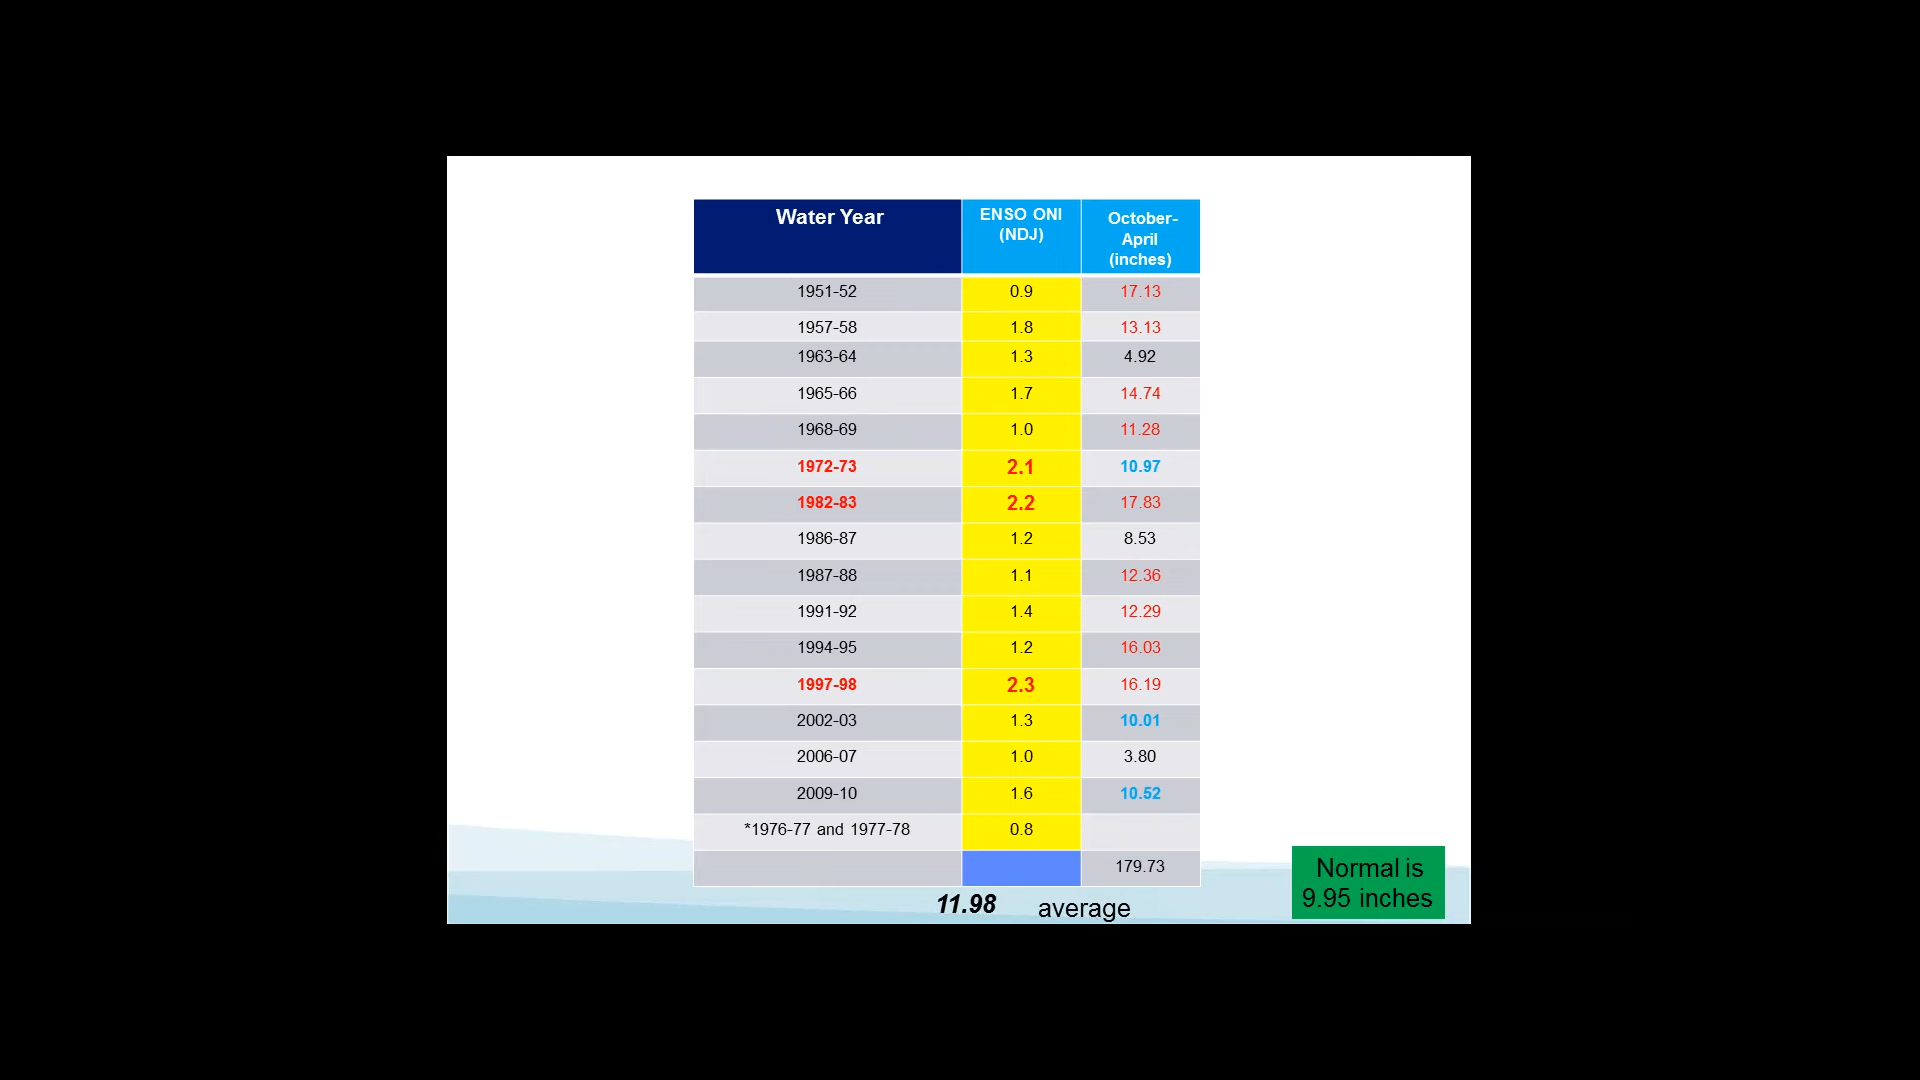 Water Year ENSO ONI (NDJ) October-April (inches)
1951-52 0.9 17.13
1957-58 1.8 13.13
1963-64 1.3 4.92
1965-66 1.7 14.74
1968-69 1.0 11.28
1972-73 2.1 10.97
1982-83 2.2 17.83
1986-87 1.2 8.53
1987-88 1.1 12.36
1991-92 1.4 12.29
1994-95 1.2 16.03
1997-98 2.3 16.19
2002-03 1.3 10.01
2006-07 1.0 3.80
2009-10 1.6 10.52
*1976-77 and 1977-78 0.8
179.73
11.98 average
Normal is
9.95 inches